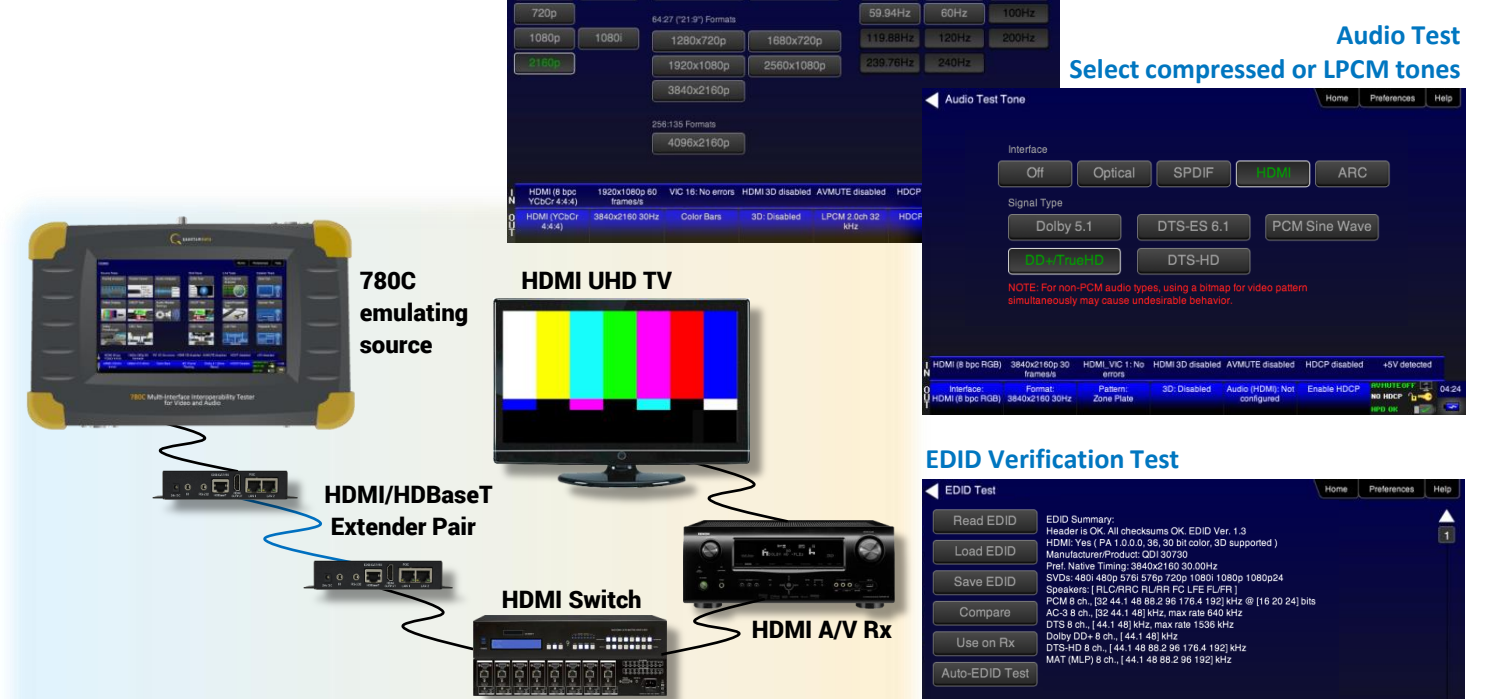 720p
1080p 1080i
2160p
64:27 ("21:9") Formats
1280x720p 1680x720p
1920x1080p 2560x1080p
3840x2160p
256:135 Formats
4096x2160p
59.94Hz 60Hz 100Hz
119.88Hz 120Hz 200Hz
239.76Hz 240Hz
IN
HDMI (8 bpc YCbCr 4:4:4)
1920x1080p 60 frames/s
VIC 16: No errors
HDMI 3D disabled
AVMUTE disabled
HDCP
OUT
HDMI (YCbCr 4:4:4)
3840x2160 30Hz
Color Bars
3D: Disabled
LPCM 2.0ch 32 kHz
HDCP
Audio Test
Select compressed or LPCM tones
Audio Test Tone
Home Preferences Help
Interface
Off Optical SPDIF HDMI ARC
Signal Type
Dolby 5.1 DTS-ES 6.1 PCM Sine Wave
DD+/TrueHD DTS-HD
NOTE: For non-PCM audio types, using a bitmap for video pattern
simultaneously may cause undesirable behavior.
IN
HDMI (8 bpc RGB)
3840x2160p 30 frames/s
HDMI_VIC 1: No errors
HDMI 3D disabled
AVMUTE disabled
HDCP disabled
+5V detected
OUT
Interface: HDMI (8 bpc RGB)
Format: 3840x2160 30Hz
Pattern: Zone Plate
3D: Disabled
Audio (HDMI): Not configured
Enable HDCP
AVMUTE OFF
NO HDCP
HPD OK
04:24
780C
emulating
source
780C Multi-Interface Interoperability Tester
for Video and Audio
HDMI UHD TV
HDMI/HDBaseT
Extender Pair
HDMI Switch
HDMI A/V Rx
EDID Verification Test
EDID Test
Home Preferences Help
Read EDID
Load EDID
Save EDID
Compare
Use on Rx
Auto-EDID Test
EDID Summary:
Header is OK. All checksums OK. EDID Ver. 1.3
HDMI: Yes ( PA 1.0.0.0, 36, 30 bit color, 3D supported )
Manufacturer/Product: QDI 30730
Pref. Native Timing: 3840x2160 30.00Hz
SVDs: 480i 480p 576i 576p 720p 1080i 1080p 1080p24
Speakers: [ RLC/RRC RL/RR FC LFE FL/FR ]
PCM 8 ch., [32 44.1 48 88.2 96 176.4 192] kHz @ [16 20 24] bits
AC-3 8 ch., [32 44.1 48] kHz, max rate 640 kHz
DTS 8 ch., [ 44.1 48] kHz, max rate 1536 kHz
Dolby DD+ 8 ch., [ 44.1 48] kHz
DTS-HD 8 ch., [ 44.1 48 88.2 96 176.4 192] kHz
MAT (MLP) 8 ch., [ 44.1 48 88.2 96 192] kHz
1